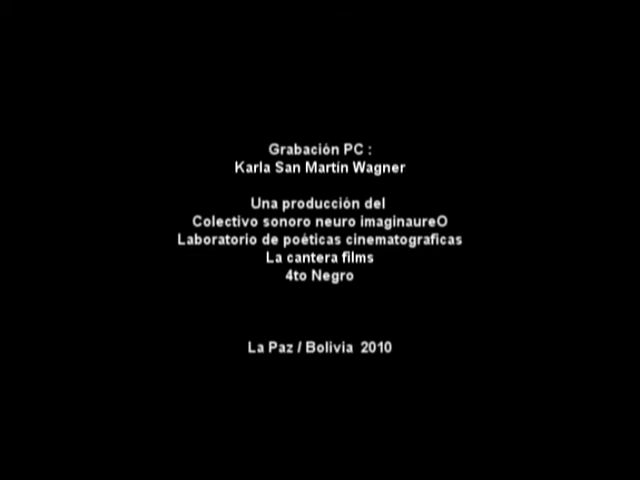 Grabación PC :
Karla San Martín Wagner
Una producción del
Colectivo sonoro neuro imaginaureO
Laboratorio de poéticas cinematograficas
La cantera films
4to Negro
La Paz / Bolivia 2010